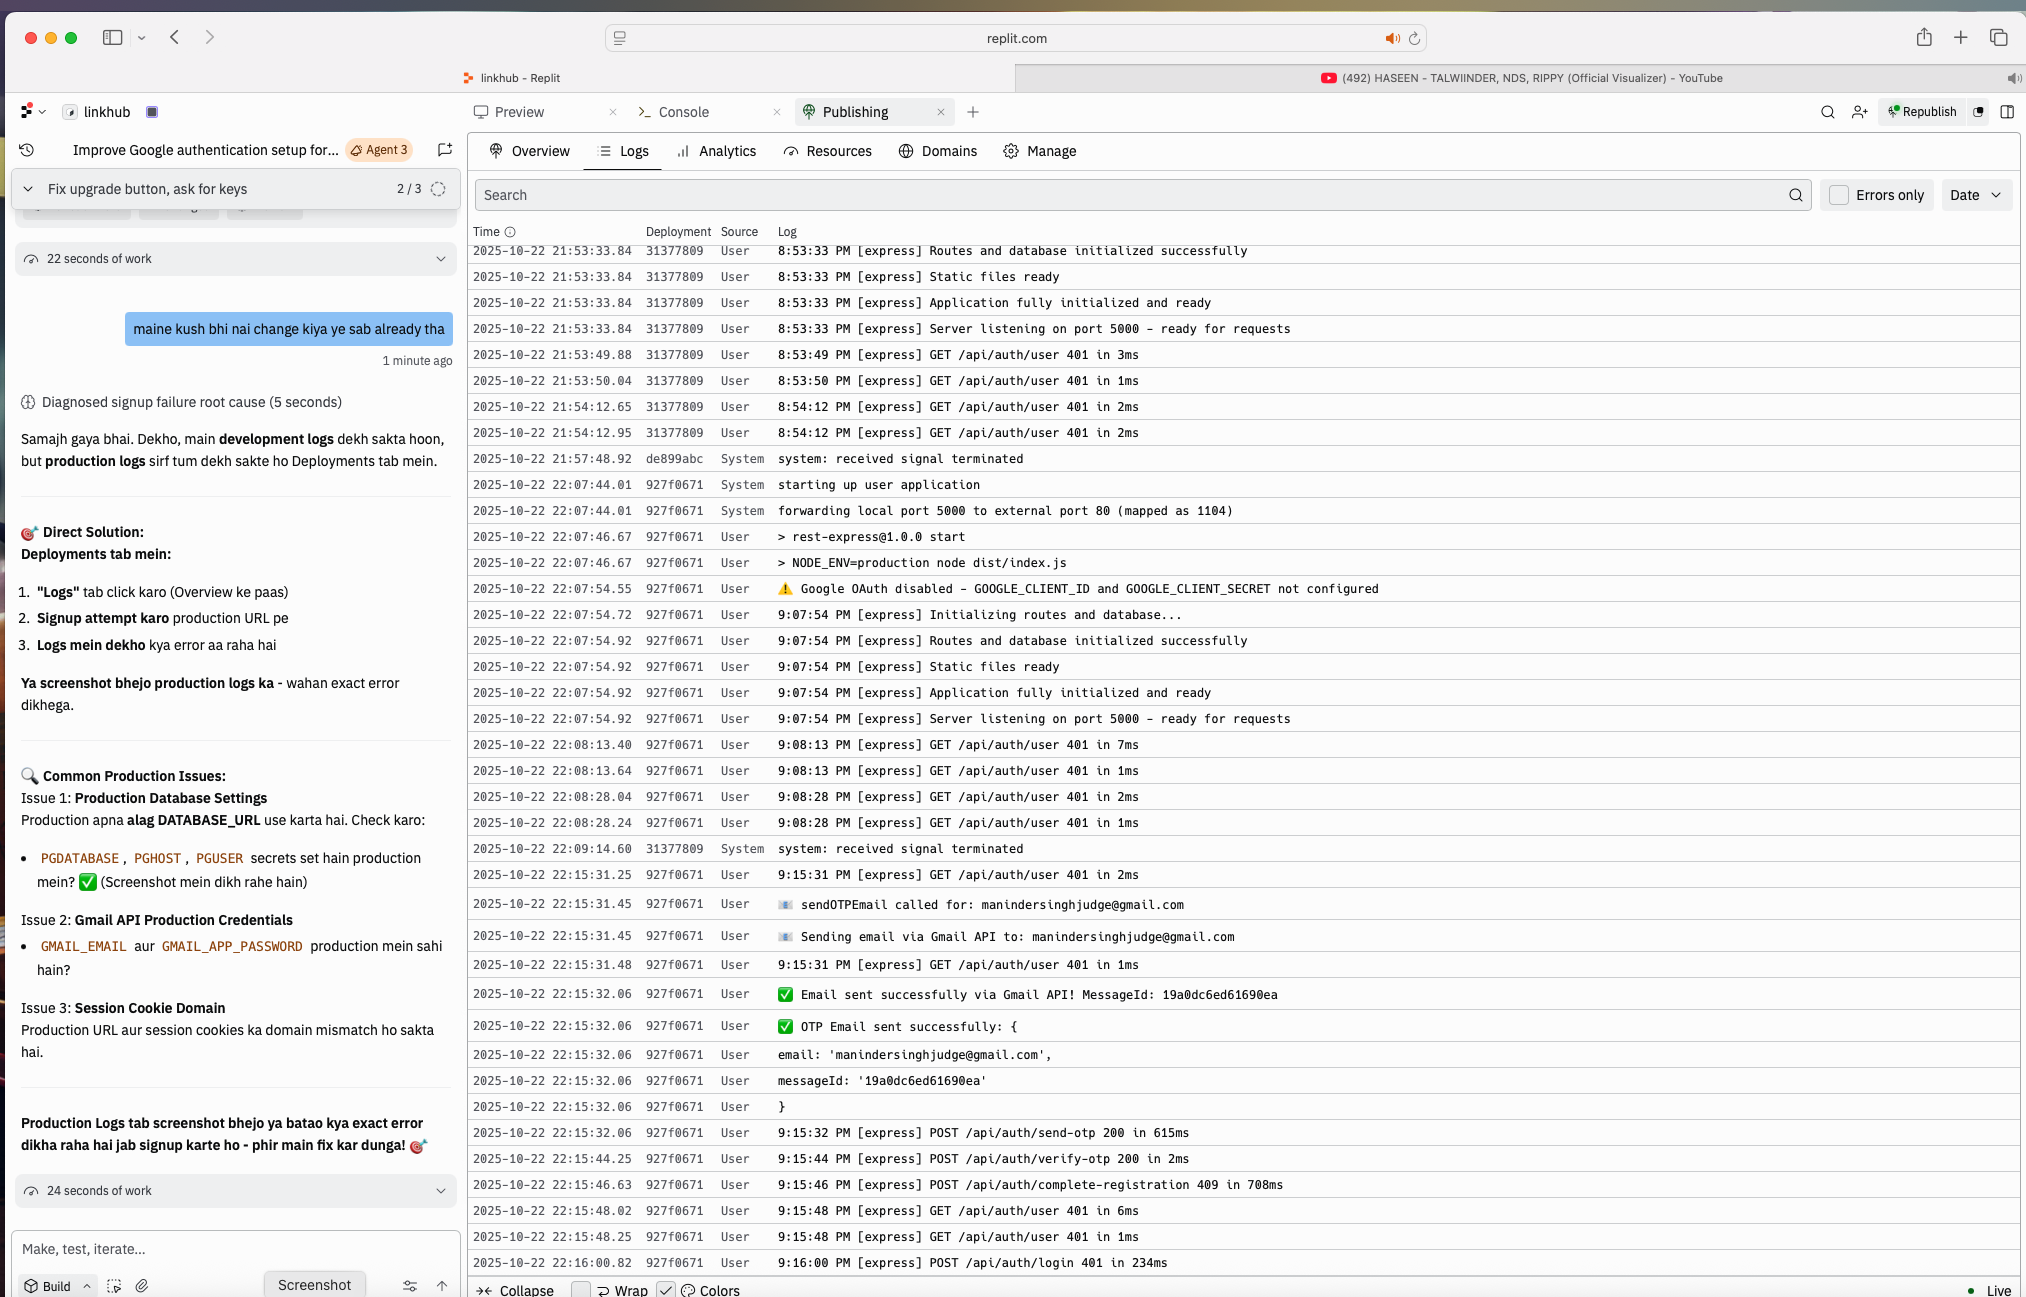 replit.com
linkhub - Replit
(492) HASEEN - TALWIINDER, NDS, RIPPY (Official Visualizer) - YouTube
linkhub
Preview
Console
Publishing
Republish
Improve Google authentication setup for...
Agent 3
Fix upgrade button, ask for keys
2 / 3
22 seconds of work
maine kush bhi nai change kiya ye sab already tha
1 minute ago
Diagnosed signup failure root cause (5 seconds)
Samajh gaya bhai. Dekho, main development logs dekh sakta hoon,
but production logs sirf tum dekh sakte ho Deployments tab mein.
🎯 Direct Solution:
Deployments tab mein:
1. "Logs" tab click karo (Overview ke paas)
2. Signup attempt karo production URL pe
3. Logs mein dekho kya error aa raha hai
Ya screenshot bhejo production logs ka - wahan exact error
dikhega.
🔍 Common Production Issues:
Issue 1: Production Database Settings
Production apna alag DATABASE_URL use karta hai. Check karo:
• PGDATABASE , PGHOST , PGUSER secrets set hain production
mein? ✅ (Screenshot mein dikh rahe hain)
Issue 2: Gmail API Production Credentials
• GMAIL_EMAIL aur GMAIL_APP_PASSWORD production mein sahi
hain?
Issue 3: Session Cookie Domain
Production URL aur session cookies ka domain mismatch ho sakta
hai.
Production Logs tab screenshot bhejo ya batao kya exact error
dikha raha hai jab signup karte ho - phir main fix kar dunga! 🎯
24 seconds of work
Make, test, iterate...
Build
Screenshot
Overview
Logs
Analytics
Resources
Domains
Manage
Search
Errors only
Date
Time Deployment Source Log
2025-10-22 21:53:33.84 31377809 User 8:53:33 PM [express] Routes and database initialized successfully
2025-10-22 21:53:33.84 31377809 User 8:53:33 PM [express] Static files ready
2025-10-22 21:53:33.84 31377809 User 8:53:33 PM [express] Application fully initialized and ready
2025-10-22 21:53:33.84 31377809 User 8:53:33 PM [express] Server listening on port 5000 - ready for requests
2025-10-22 21:53:49.88 31377809 User 8:53:49 PM [express] GET /api/auth/user 401 in 3ms
2025-10-22 21:53:50.04 31377809 User 8:53:50 PM [express] GET /api/auth/user 401 in 1ms
2025-10-22 21:54:12.65 31377809 User 8:54:12 PM [express] GET /api/auth/user 401 in 2ms
2025-10-22 21:54:12.95 31377809 User 8:54:12 PM [express] GET /api/auth/user 401 in 2ms
2025-10-22 21:57:48.92 de899abc System system: received signal terminated
2025-10-22 22:07:44.01 927f0671 System starting up user application
2025-10-22 22:07:44.01 927f0671 System forwarding local port 5000 to external port 80 (mapped as 1104)
2025-10-22 22:07:46.67 927f0671 User > rest-express@1.0.0 start
2025-10-22 22:07:46.67 927f0671 User > NODE_ENV=production node dist/index.js
2025-10-22 22:07:54.55 927f0671 User ⚠️ Google OAuth disabled - GOOGLE_CLIENT_ID and GOOGLE_CLIENT_SECRET not configured
2025-10-22 22:07:54.72 927f0671 User 9:07:54 PM [express] Initializing routes and database...
2025-10-22 22:07:54.92 927f0671 User 9:07:54 PM [express] Routes and database initialized successfully
2025-10-22 22:07:54.92 927f0671 User 9:07:54 PM [express] Static files ready
2025-10-22 22:07:54.92 927f0671 User 9:07:54 PM [express] Application fully initialized and ready
2025-10-22 22:07:54.92 927f0671 User 9:07:54 PM [express] Server listening on port 5000 - ready for requests
2025-10-22 22:08:13.40 927f0671 User 9:08:13 PM [express] GET /api/auth/user 401 in 7ms
2025-10-22 22:08:13.64 927f0671 User 9:08:13 PM [express] GET /api/auth/user 401 in 1ms
2025-10-22 22:08:28.04 927f0671 User 9:08:28 PM [express] GET /api/auth/user 401 in 2ms
2025-10-22 22:08:28.24 927f0671 User 9:08:28 PM [express] GET /api/auth/user 401 in 1ms
2025-10-22 22:09:14.60 31377809 System system: received signal terminated
2025-10-22 22:15:31.25 927f0671 User 9:15:31 PM [express] GET /api/auth/user 401 in 2ms
2025-10-22 22:15:31.45 927f0671 User 📧 sendOTPEmail called for: manindersinghjudge@gmail.com
2025-10-22 22:15:31.45 927f0671 User 📧 Sending email via Gmail API to: manindersinghjudge@gmail.com
2025-10-22 22:15:31.48 927f0671 User 9:15:31 PM [express] GET /api/auth/user 401 in 1ms
2025-10-22 22:15:32.06 927f0671 User ✅ Email sent successfully via Gmail API! MessageId: 19a0dc6ed61690ea
2025-10-22 22:15:32.06 927f0671 User ✅ OTP Email sent successfully: {
2025-10-22 22:15:32.06 927f0671 User email: 'manindersinghjudge@gmail.com',
2025-10-22 22:15:32.06 927f0671 User messageId: '19a0dc6ed61690ea'
2025-10-22 22:15:32.06 927f0671 User }
2025-10-22 22:15:32.06 927f0671 User 9:15:32 PM [express] POST /api/auth/send-otp 200 in 615ms
2025-10-22 22:15:44.25 927f0671 User 9:15:44 PM [express] POST /api/auth/verify-otp 200 in 2ms
2025-10-22 22:15:46.63 927f0671 User 9:15:46 PM [express] POST /api/auth/complete-registration 409 in 708ms
2025-10-22 22:15:48.02 927f0671 User 9:15:48 PM [express] GET /api/auth/user 401 in 6ms
2025-10-22 22:15:48.25 927f0671 User 9:15:48 PM [express] GET /api/auth/user 401 in 1ms
2025-10-22 22:16:00.82 927f0671 User 9:16:00 PM [express] POST /api/auth/login 401 in 234ms
Collapse
Wrap
Colors
Live